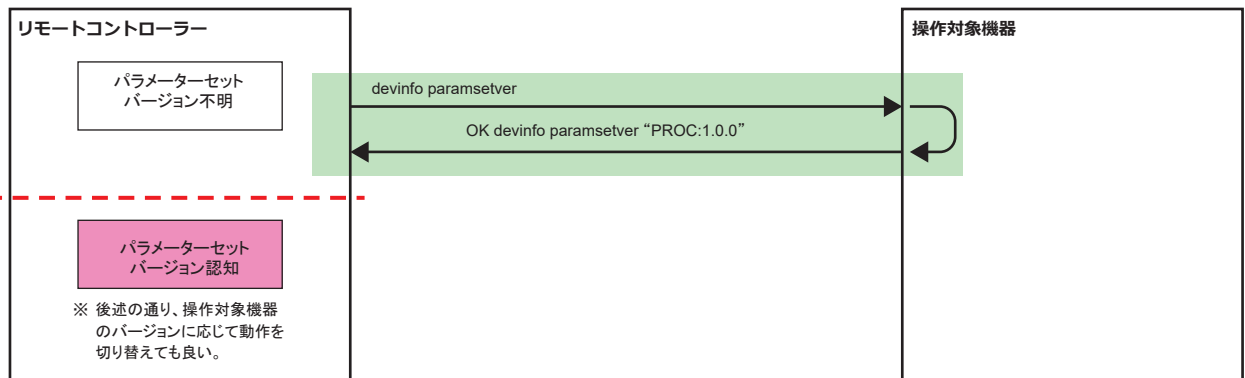 リモートコントローラー
操作対象機器
パラメーターセット
バージョン不明
devinfo paramsetver
OK devinfo paramsetver “PROC:1.0.0”
パラメーターセット
バージョン認知
※ 後述の通り、操作対象機器
のバージョンに応じて動作を
切り替えても良い。